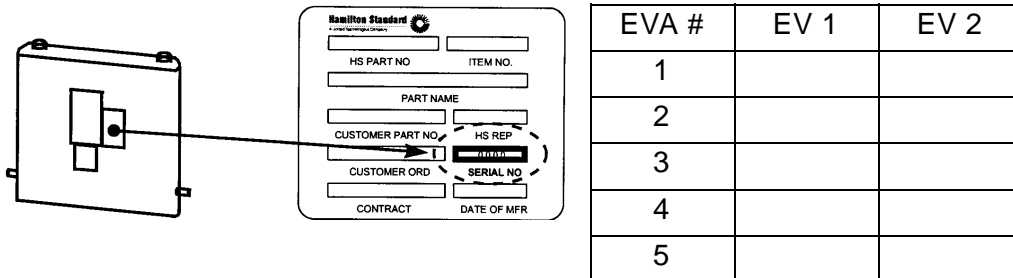 Hamilton Standard
A United Technologies Company
HS PART NO ITEM NO.
PART NAME
CUSTOMER PART NO. HS REP
0000
CUSTOMER ORD SERIAL NO
CONTRACT DATE OF MFR
EVA # EV 1 EV 2
1
2
3
4
5